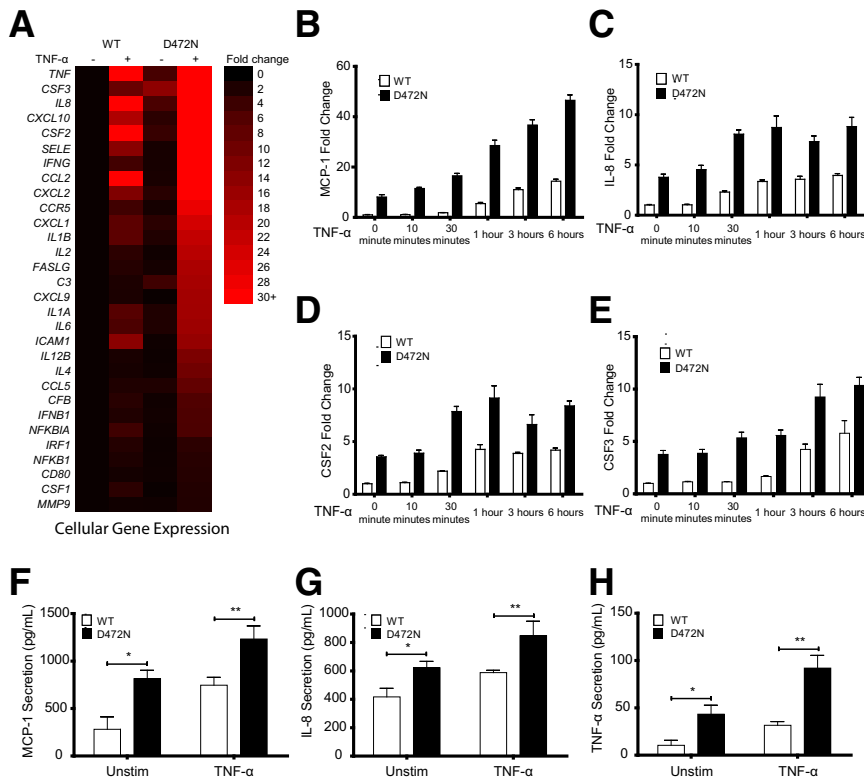 A
WT D472N
TNF-α - + - + Fold change
TNF
CSF3
IL8
CXCL10
CSF2
SELE
IFNG
CCL2
CXCL2
CCR5
CXCL1
IL1B
IL2
FASLG
C3
CXCL9
IL1A
IL6
ICAM1
IL12B
IL4
CCL5
CFB
IFNB1
NFKBIA
IRF1
NFKB1
CD80
CSF1
MMP9
0
2
4
6
8
10
12
14
16
18
20
22
24
26
28
30+
Cellular Gene Expression
B
MCP-1 Fold Change
60
40
20
0
WT
D472N
TNF-α
0 minute
10 minutes
30 minutes
1 hour
3 hours
6 hours
C
IL-8 Fold Change
15
10
5
0
WT
D472N
TNF-α
0 minute
10 minutes
30 minutes
1 hour
3 hours
6 hours
D
CSF2 Fold Change
15
10
5
0
WT
D472N
TNF-α
0 minute
10 minutes
30 minutes
1 hour
3 hours
6 hours
E
CSF3 Fold Change
15
10
5
0
WT
D472N
TNF-α
0 minute
10 minutes
30 minutes
1 hour
3 hours
6 hours
F
MCP-1 Secretion (pg/mL)
1500
1000
500
0
WT
D472N
*
**
Unstim
TNF-α
G
IL-8 Secretion (pg/mL)
1000
800
600
400
200
0
WT
D472N
*
**
Unstim
TNF-α
H
TNF-α Secretion (pg/mL)
150
100
50
0
WT
D472N
*
**
Unstim
TNF-α